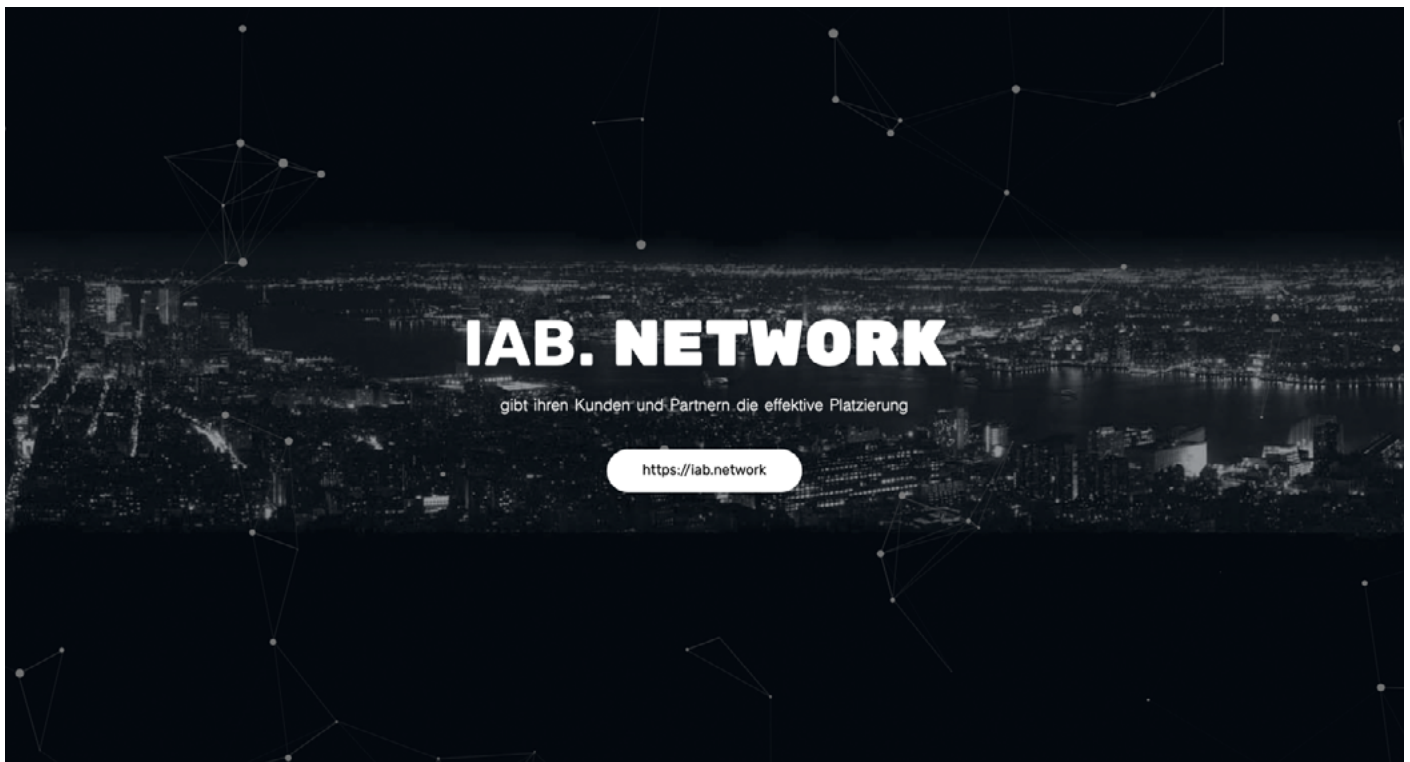 IAB. NETWORK
gibt ihren Kunden und Partnern die effektive Platzierung
https://iab.network